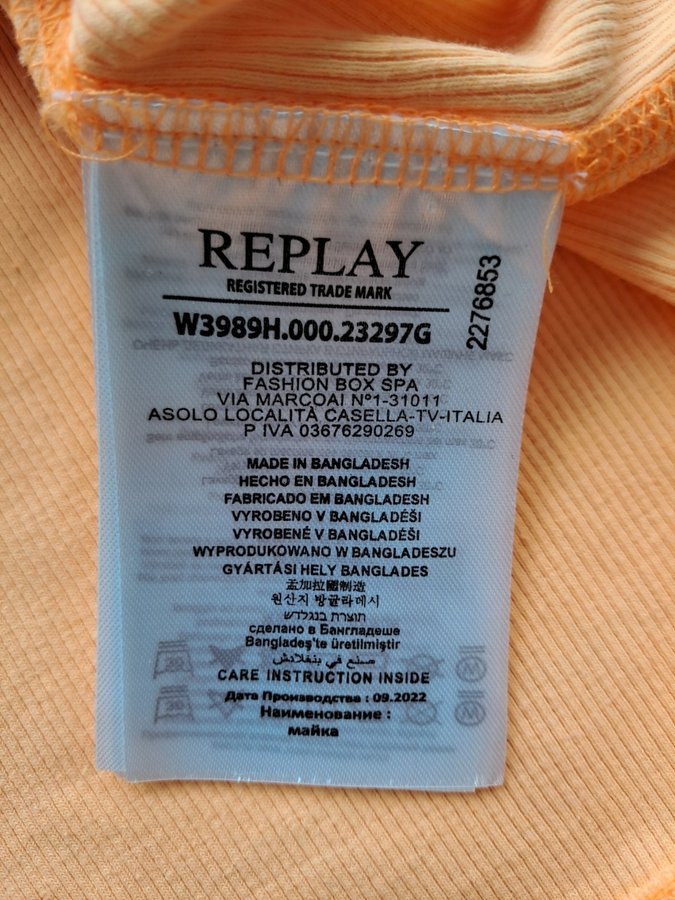 REPLAY
REGISTERED TRADE MARK
W3989H.000.23297G
2276853
DISTRIBUTED BY
FASHION BOX SPA
VIA MARCOAI Nº1-31011
ASOLO LOCALITÀ CASELLA-TV-ITALIA
P IVA 03676290269
MADE IN BANGLADESH
HECHO EN BANGLADESH
FABRICADO EM BANGLADESH
VYROBENO V BANGLADÉŠI
VYROBENÉ V BANGLADÉŠI
WYPRODUKOWANO W BANGLADESZU
GYÁRTÁSI HELY BANGLADES
孟加拉國制造
원산지 방글라데시
תוצרת בנגלדש
сделано в Бангладеше
Bangladeş'te üretilmiştir
صنع في بنغلادش
CARE INSTRUCTION INSIDE
Дата Производства : 09.2022
Наименование :
майка